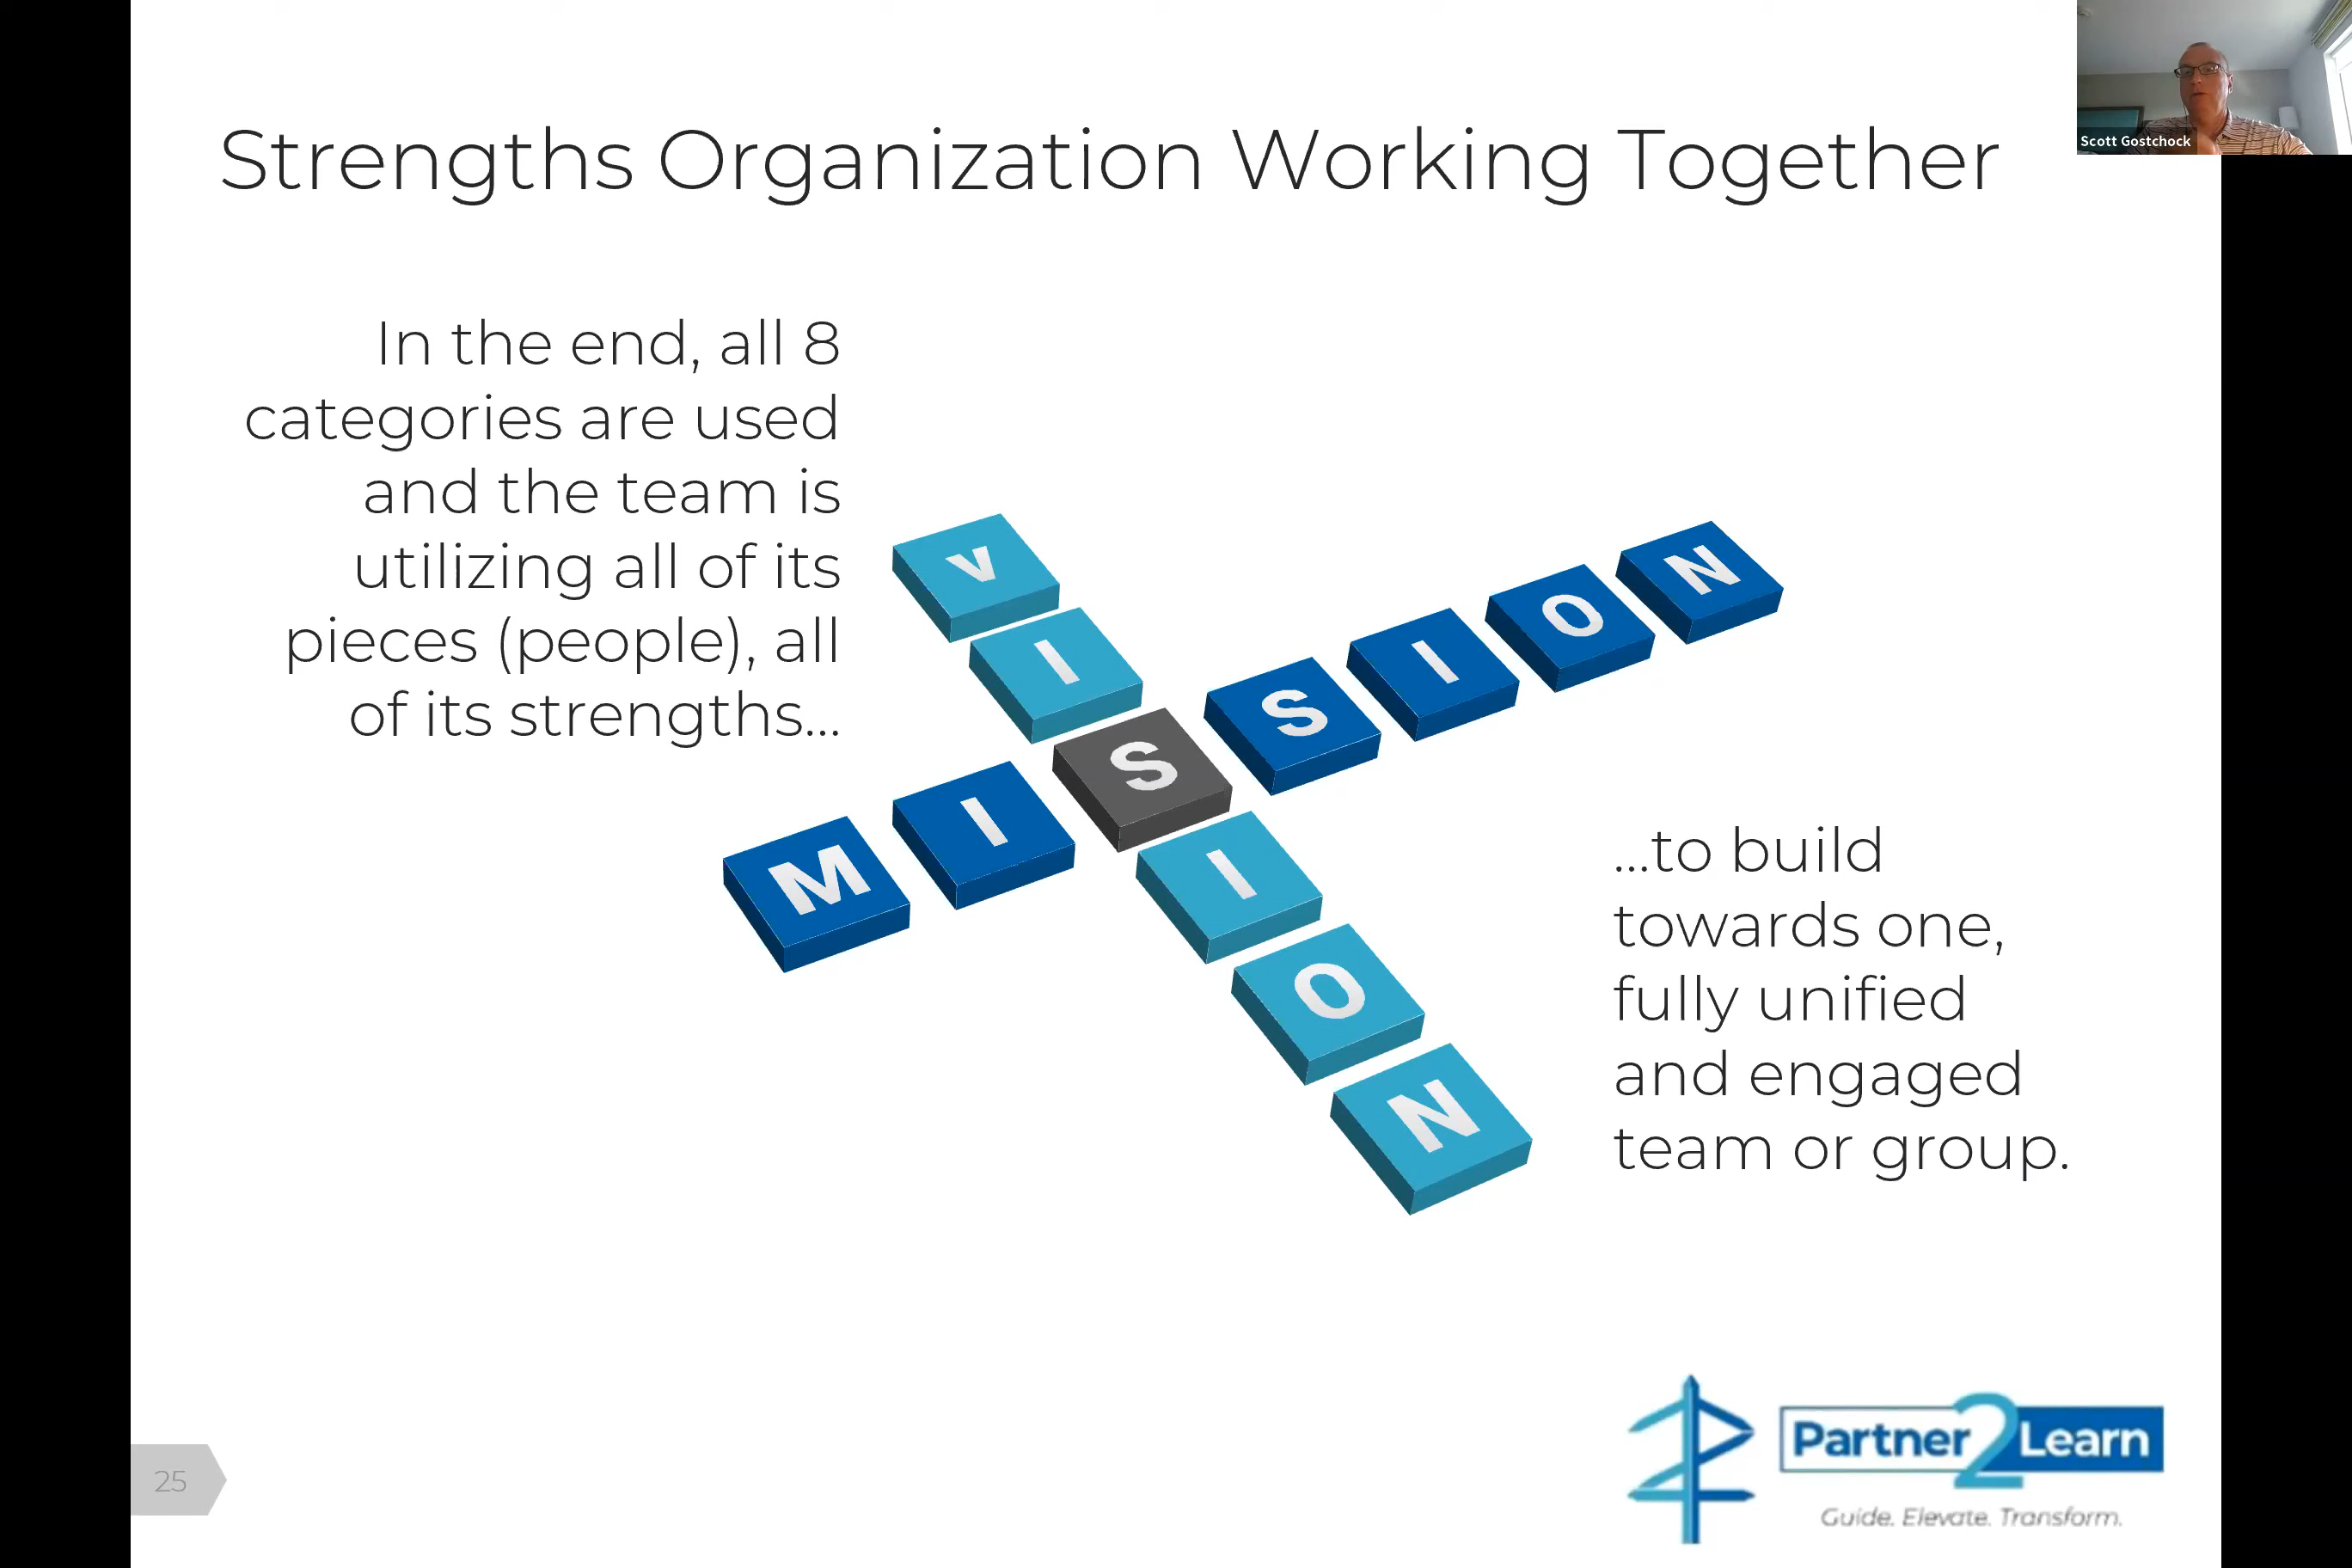 Strengths Organization Working Together
Scott Gostchock
In the end, all 8
categories are used
and the team is
utilizing all of its
pieces (people), all
of its strengths...
VISION
MISSION
...to build
towards one,
fully unified
and engaged
team or group.
25
Partner2Learn
Guide. Elevate. Transform.